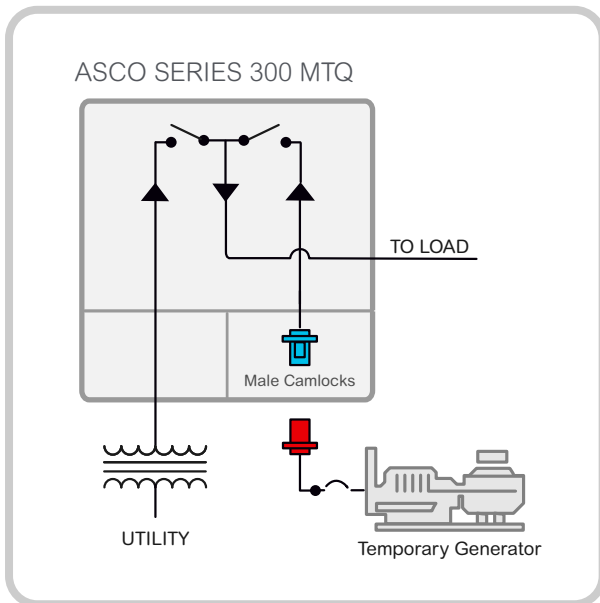 ASCO SERIES 300 MTQ
TO LOAD
Male Camlocks
UTILITY
Temporary Generator